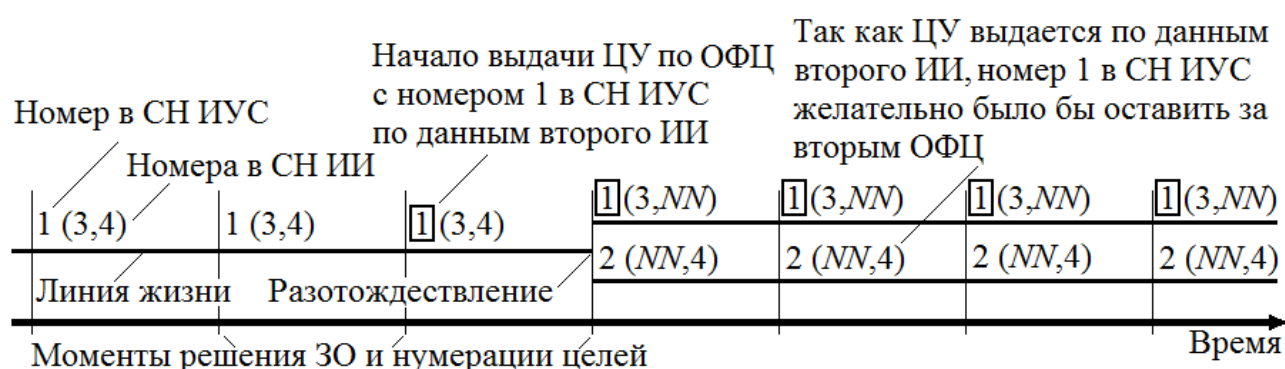 Начало выдачи ЦУ по ОФЦ
с номером 1 в СН ИУС
по данным второго ИИ
Так как ЦУ выдается по данным
второго ИИ, номер 1 в СН ИУС
желательно было бы оставить за
вторым ОФЦ
Номер в СН ИУС
Номера в СН ИИ
1 (3,4)
1 (3,4)
1 (3,4)
1 (3,NN)
1 (3,NN)
1 (3,NN)
1 (3,NN)
2 (NN,4)
2 (NN,4)
2 (NN,4)
2 (NN,4)
Линия жизни
Разотождествление
Время
Моменты решения ЗО и нумерации целей